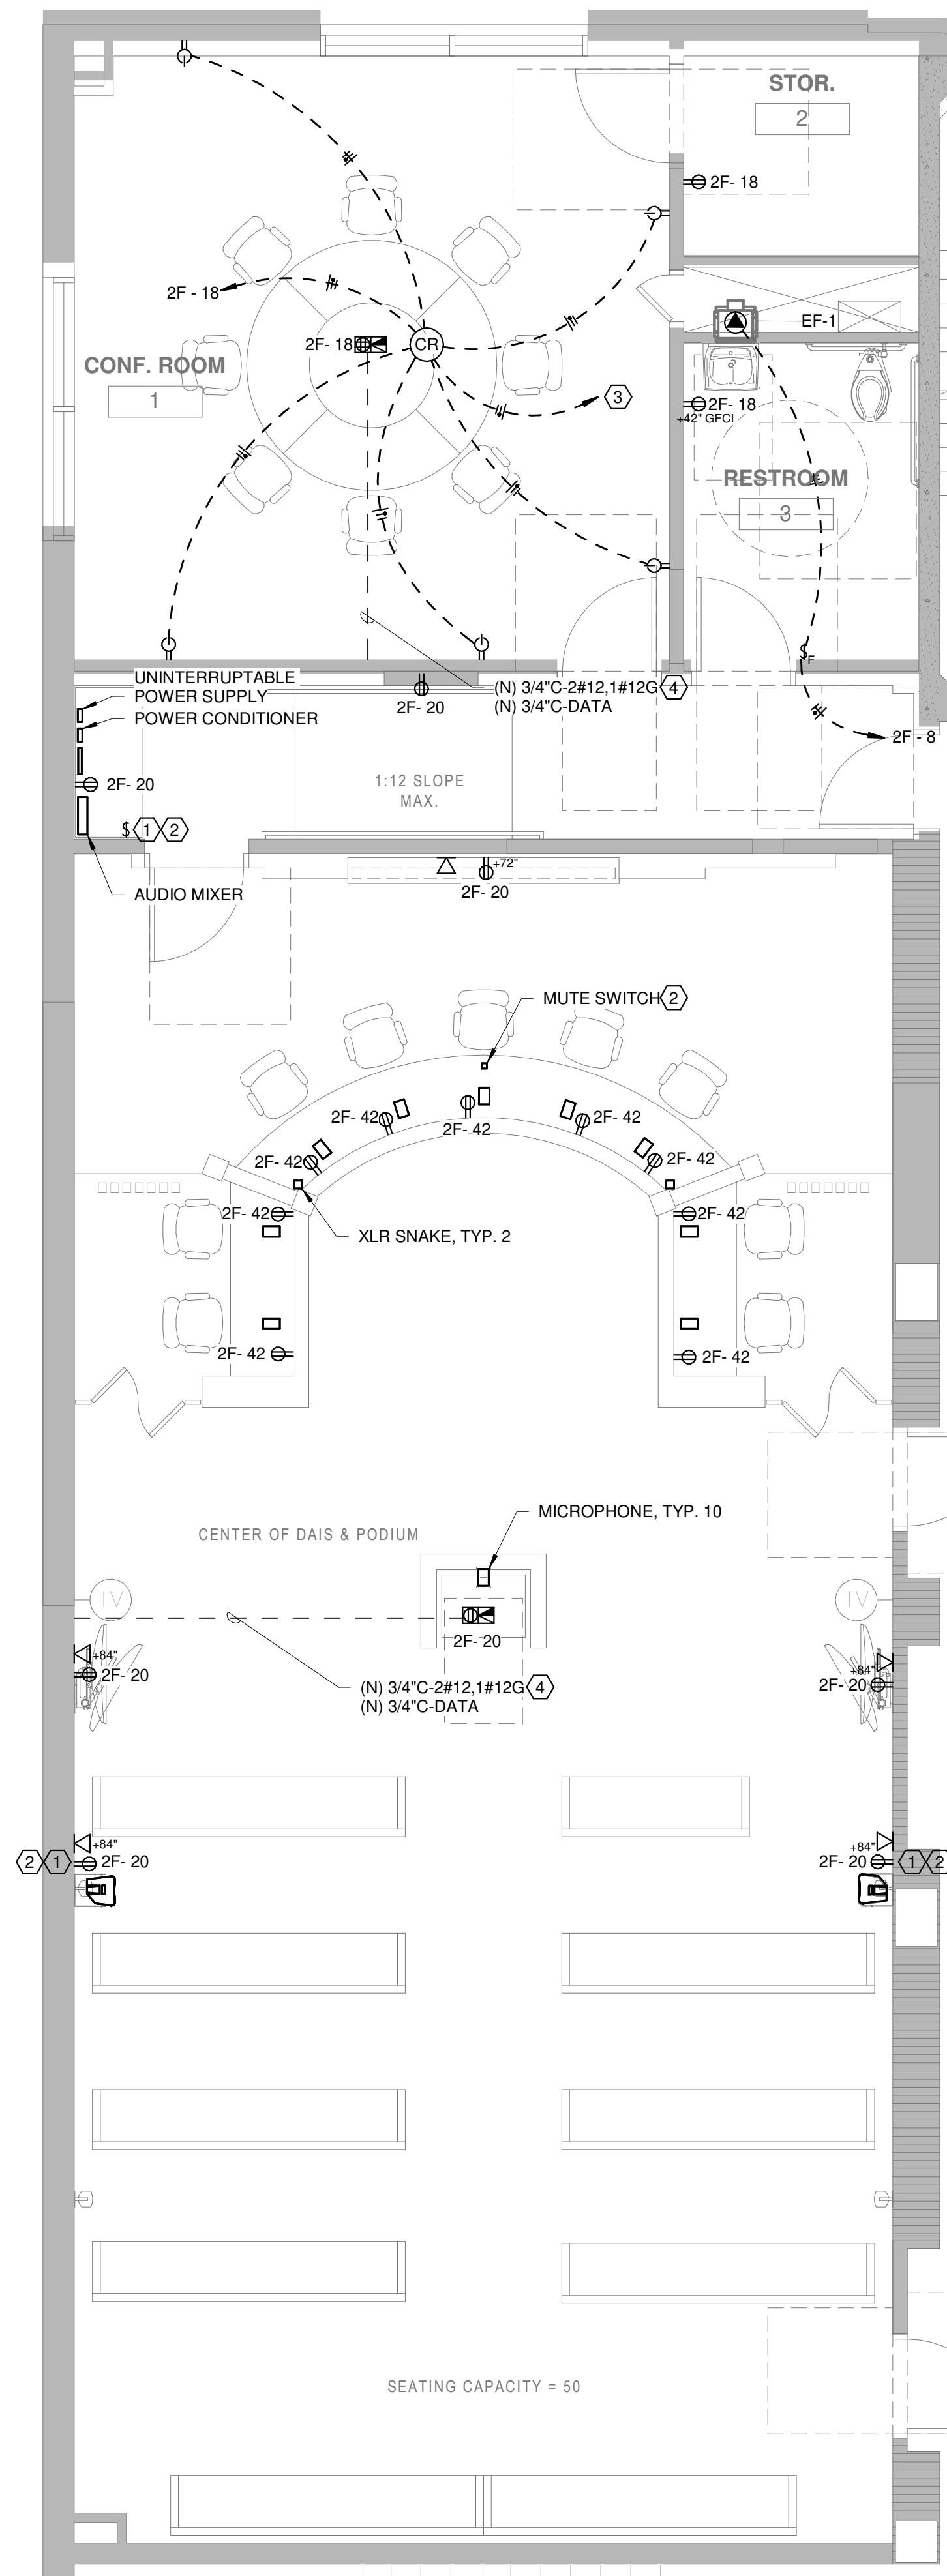 STOR.
2
2F- 18
2F - 18
EF-1
2F- 18
CR
CONF. ROOM
1
3
2F- 18
+42" GFCI
RESTROOM
3
$F
UNINTERRUPTABLE
POWER SUPPLY
(N) 3/4"C-2#12,1#12G 4
(N) 3/4"C-DATA
2F- 20
POWER CONDITIONER
2F - 8
2F- 20
1:12 SLOPE
MAX.
$ 1 2
+72"
2F- 20
AUDIO MIXER
MUTE SWITCH 2
2F- 42
2F- 42
2F- 42
2F- 42
2F- 42
2F- 42
2F- 42
XLR SNAKE, TYP. 2
2F- 42
2F- 42
MICROPHONE, TYP. 10
CENTER OF DAIS & PODIUM
TV
TV
2F- 20
+84"
2F- 20
+84"
2F- 20
(N) 3/4"C-2#12,1#12G 4
(N) 3/4"C-DATA
+84"
2 1 2F- 20
+84"
2F- 20 1 2
SEATING CAPACITY = 50